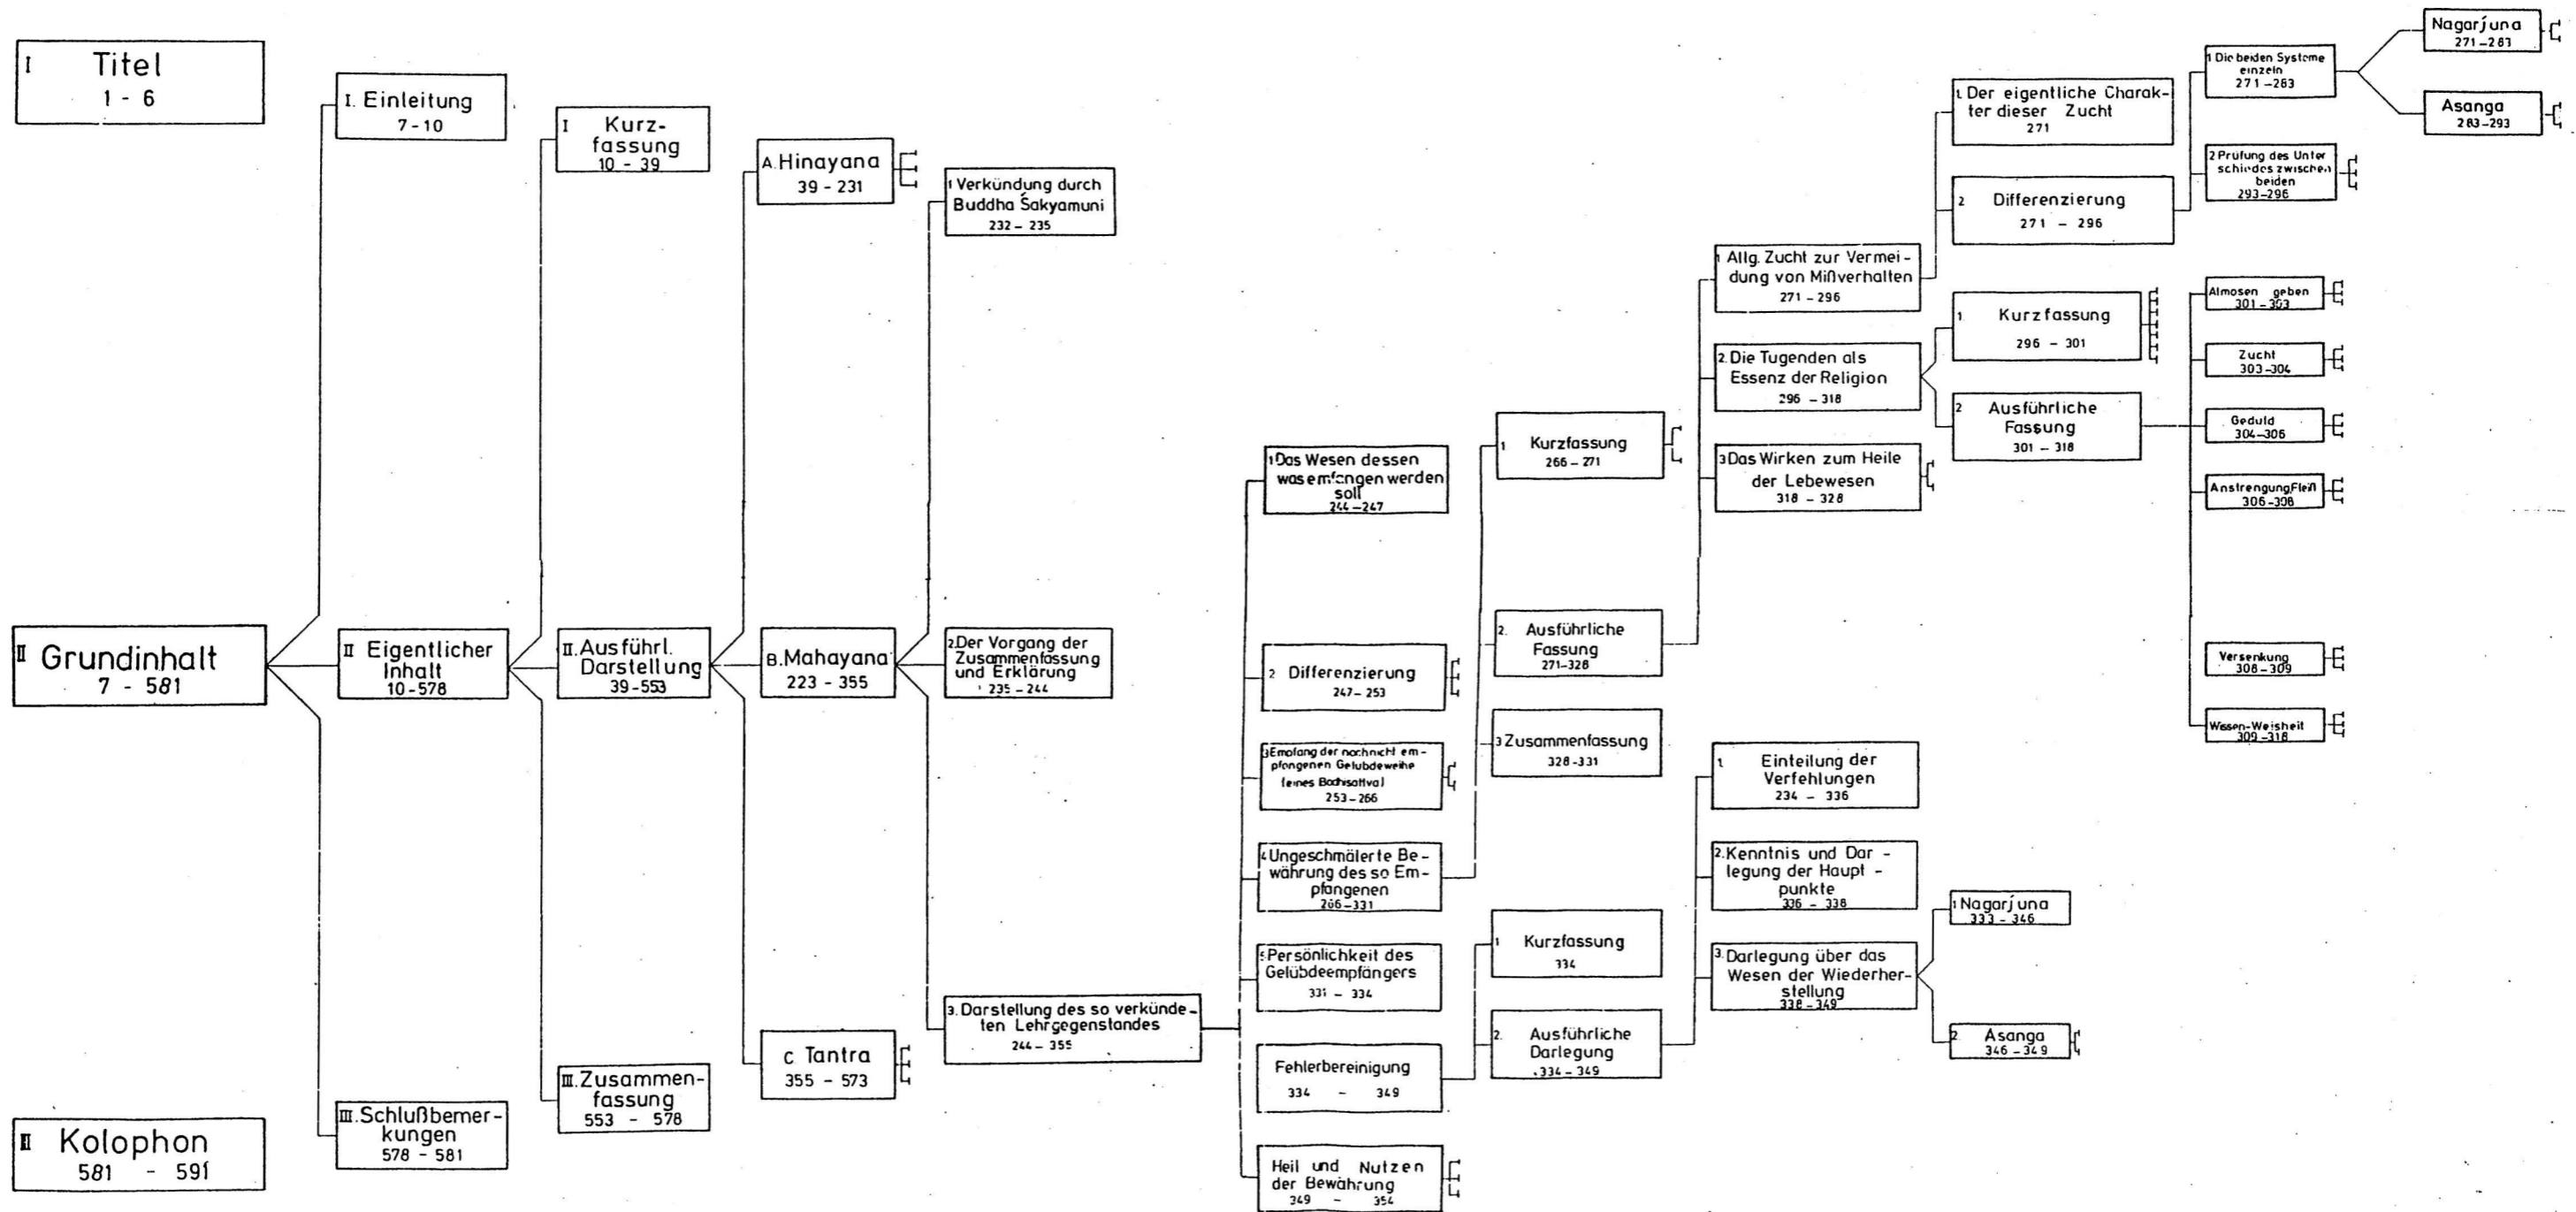 I Titel
1 - 6
II Grundinhalt
7 - 581
III Kolophon
581 - 591
I. Einleitung
7-10
II Eigentlicher
Inhalt
10-578
III. Schlußbemer-
kungen
578 - 581
I Kurz-
fassung
10 - 39
II. Ausführl.
Darstellung
39-553
III. Zusammen-
fassung
553 - 578
A. Hinayana
39 - 231
B. Mahayana
223 - 355
C Tantra
355 - 573
1 Verkündung durch
Buddha Śakyamuni
232 - 235
2. Der Vorgang der
Zusammenfassung
und Erklärung
235 - 244
3. Darstellung des so verkünde-
ten Lehrgegenstandes
244 - 355
1 Das Wesen dessen
was empfangen werden
soll
244 - 247
2 Differenzierung
247 - 253
3 Empfang der noch nicht em-
pfangenen Gelübdeweihe
(eines Bodhisattva)
253 - 266
4 Ungeschmälerte Be-
währung des so Em-
pfangenen
266 - 331
5 Persönlichkeit des
Gelübdeempfängers
331 - 334
Fehlerbereinigung
334 - 349
Heil und Nutzen
der Bewährung
349 - 354
1 Kurzfassung
266 - 271
2. Ausführliche
Fassung
271-328
3 Zusammenfassung
328-331
1 Kurzfassung
334
2. Ausführliche
Darlegung
334 - 349
1 Allg. Zucht zur Vermei-
dung von Mißverhalten
271 - 296
2. Die Tugenden als
Essenz der Religion
296 - 318
3 Das Wirken zum Heile
der Lebewesen
318 - 328
1. Einteilung der
Verfehlungen
234 - 336
2. Kenntnis und Dar-
legung der Haupt-
punkte
336 - 338
3. Darlegung über das
Wesen der Wiederher-
stellung
338 - 349
1. Der eigentliche Charak-
ter dieser Zucht
271
2 Differenzierung
271 - 296
1 Kurzfassung
296 - 301
2 Ausführliche
Fassung
301 - 318
1 Nagarjuna
333 - 346
2. Asanga
346 - 349
1 Die beiden Systeme
einzeln
271 - 283
2 Prüfung des Unter
schiedes zwischen
beiden
293-296
Almosen geben
301 - 303
Zucht
303-304
Geduld
304-306
Anstrengung, Fleiß
306-308
Versenkung
308-309
Wissen-Weisheit
309-318
Nagarjuna
271-283
Asanga
283-293